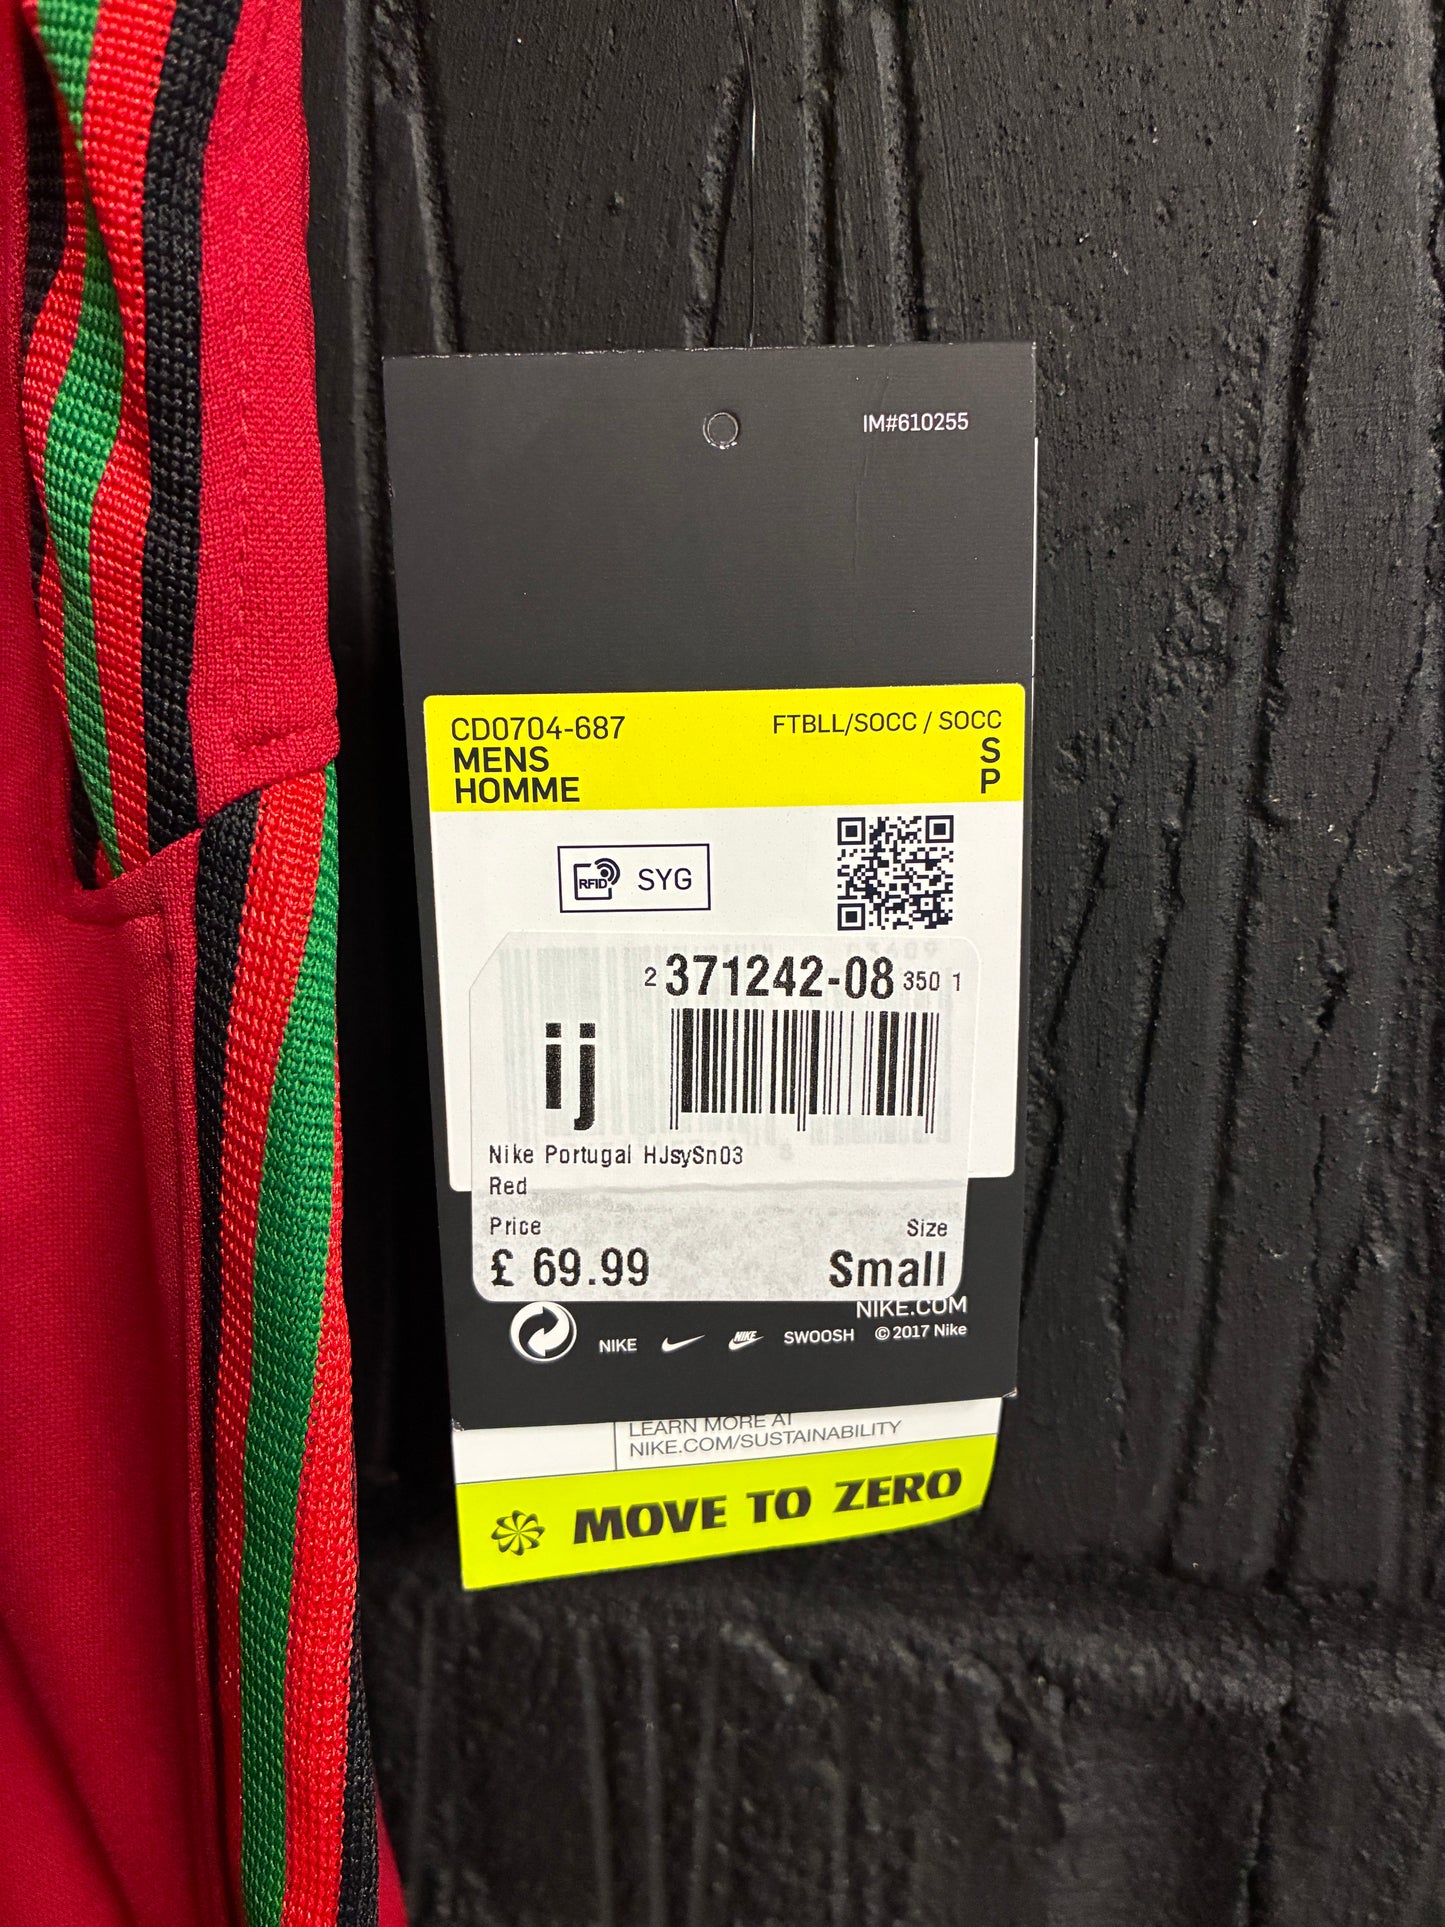 IM#610255
CD0704-687 FTBLL/SOCC / SOCC
MENS S
HOMME P
RFID SYG
2 371242-08 350 1
ij
Nike Portugal HJsySn03
Red
Price Size
£ 69.99 Small
NIKE.COM
NIKE NIKE SWOOSH © 2017 Nike
LEARN MORE AT
NIKE.COM/SUSTAINABILITY
MOVE TO ZERO